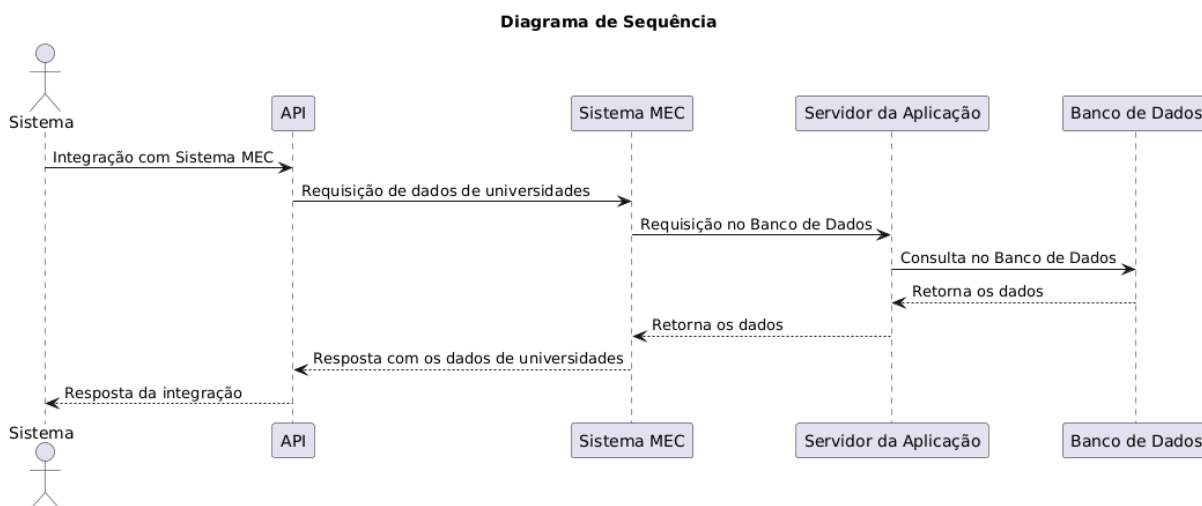 Diagrama de Sequência
Sistema
API
Sistema MEC
Servidor da Aplicação
Banco de Dados
Integração com Sistema MEC
Requisição de dados de universidades
Requisição no Banco de Dados
Consulta no Banco de Dados
Retorna os dados
Retorna os dados
Resposta com os dados de universidades
Resposta da integração
Sistema
API
Sistema MEC
Servidor da Aplicação
Banco de Dados